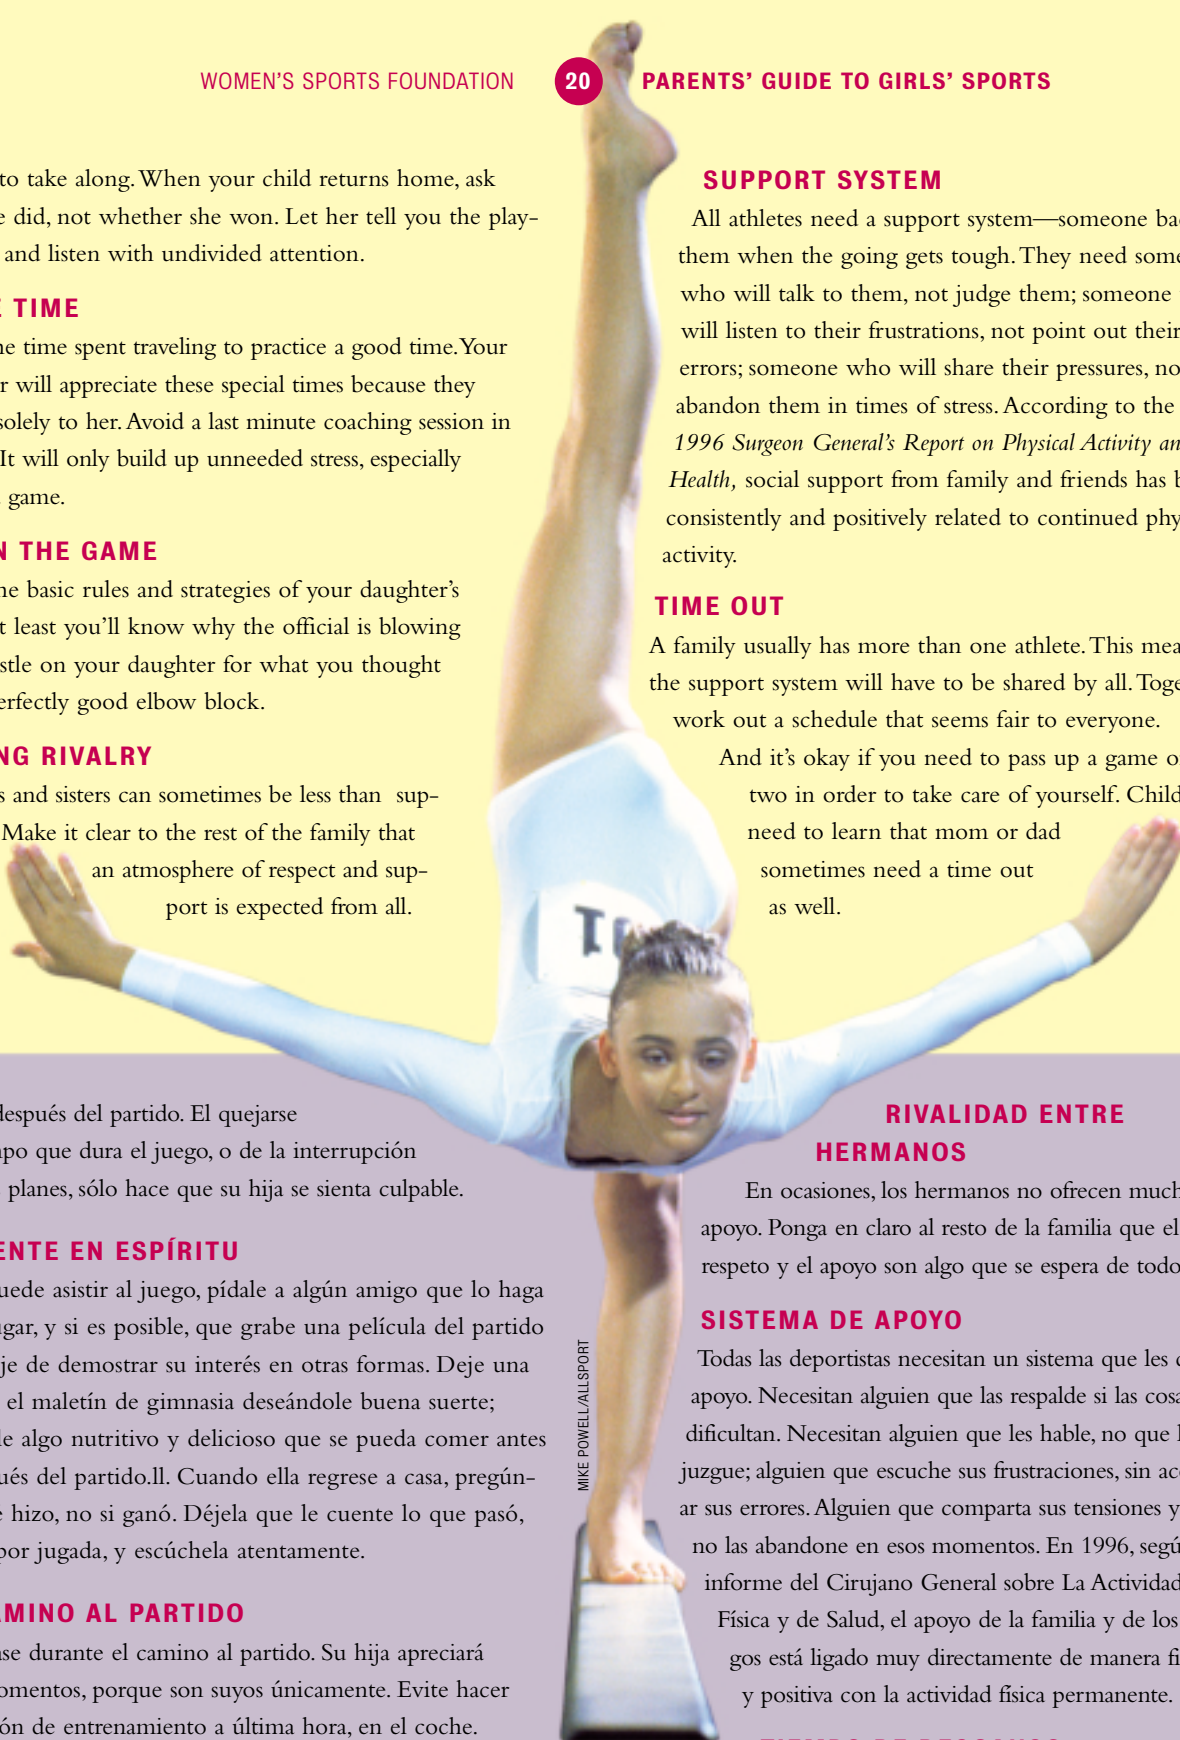 WOMEN'S SPORTS FOUNDATION 20 PARENTS' GUIDE TO GIRLS' SPORTS
to take along. When your child returns home, ask
e did, not whether she won. Let her tell you the play-
and listen with undivided attention.
E TIME
he time spent traveling to practice a good time. Your
r will appreciate these special times because they
solely to her. Avoid a last minute coaching session in
It will only build up unneeded stress, especially
game.
N THE GAME
he basic rules and strategies of your daughter's
t least you'll know why the official is blowing
stle on your daughter for what you thought
erfectly good elbow block.
NG RIVALRY
s and sisters can sometimes be less than sup-
Make it clear to the rest of the family that
an atmosphere of respect and sup-
port is expected from all.
SUPPORT SYSTEM
All athletes need a support system—someone ba
them when the going gets tough. They need some
who will talk to them, not judge them; someone
will listen to their frustrations, not point out their
errors; someone who will share their pressures, no
abandon them in times of stress. According to the
1996 Surgeon General's Report on Physical Activity an
Health, social support from family and friends has b
consistently and positively related to continued phy
activity.
TIME OUT
A family usually has more than one athlete. This mea
the support system will have to be shared by all. Toge
work out a schedule that seems fair to everyone.
And it's okay if you need to pass up a game o
two in order to take care of yourself. Child
need to learn that mom or dad
sometimes need a time out
as well.
después del partido. El quejarse
po que dura el juego, o de la interrupción
planes, sólo hace que su hija se sienta culpable.
ENTE EN ESPÍRITU
uede asistir al juego, pídale a algún amigo que lo haga
gar, y si es posible, que grabe una película del partido
je de demostrar su interés en otras formas. Deje una
el maletín de gimnasia deseándole buena suerte;
le algo nutritivo y delicioso que se pueda comer antes
ués del partido.ll. Cuando ella regrese a casa, pregún-
e hizo, no si ganó. Déjela que le cuente lo que pasó,
por jugada, y escúchela atentamente.
AMINO AL PARTIDO
se durante el camino al partido. Su hija apreciará
omentos, porque son suyos únicamente. Evite hacer
ón de entrenamiento a última hora, en el coche.
MIKE POWELL/ALLSPORT
RIVALIDAD ENTRE
HERMANOS
En ocasiones, los hermanos no ofrecen much
apoyo. Ponga en claro al resto de la familia que el
respeto y el apoyo son algo que se espera de todo
SISTEMA DE APOYO
Todas las deportistas necesitan un sistema que les
apoyo. Necesitan alguien que las respalde si las cosa
dificultan. Necesitan alguien que les hable, no que l
juzgue; alguien que escuche sus frustraciones, sin ac
ar sus errores. Alguien que comparta sus tensiones y
no las abandone en esos momentos. En 1996, segú
informe del Cirujano General sobre La Actividad
Física y de Salud, el apoyo de la familia y de los
gos está ligado muy directamente de manera fi
y positiva con la actividad física permanente.